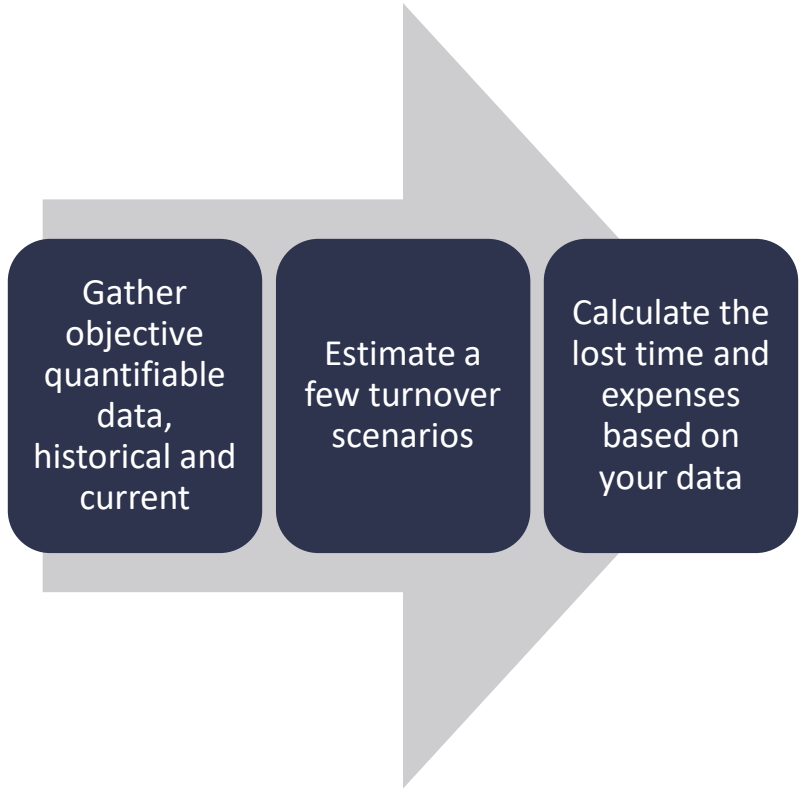 Gather
objective
quantifiable
data,
historical and
current
Estimate a
few turnover
scenarios
Calculate the
lost time and
expenses
based on
your data